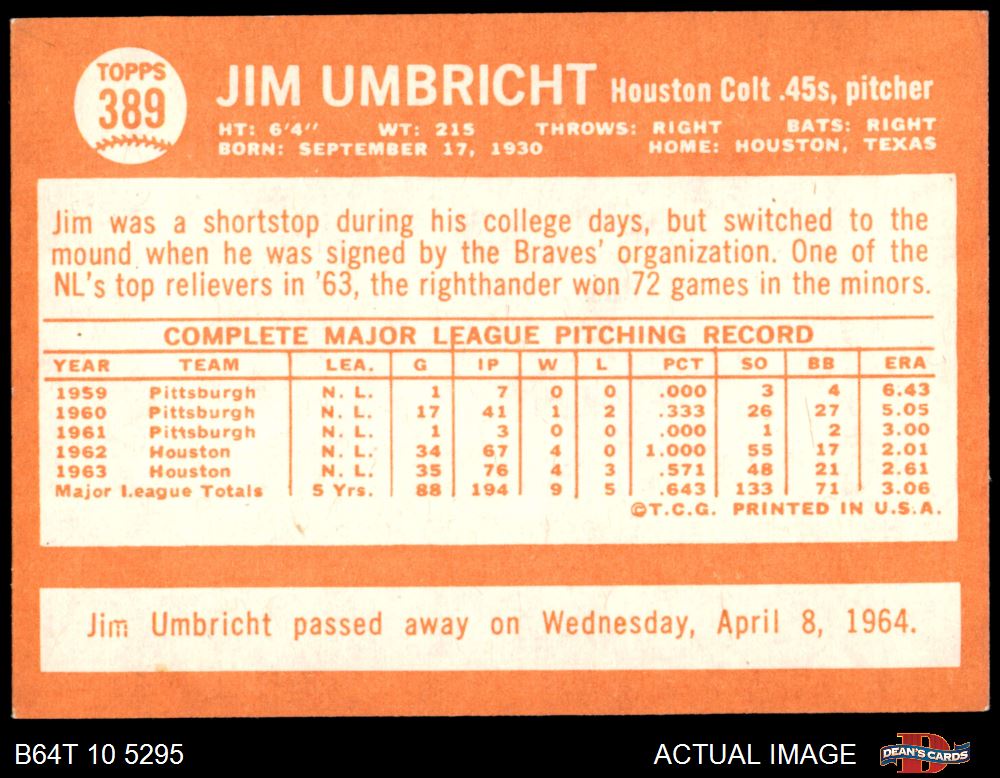 TOPPS
389
JIM UMBRICHT Houston Colt .45s, pitcher
HT: 6'4" WT: 215 THROWS: RIGHT BATS: RIGHT
BORN: SEPTEMBER 17, 1930 HOME: HOUSTON, TEXAS
Jim was a shortstop during his college days, but switched to the
mound when he was signed by the Braves' organization. One of the
NL's top relievers in '63, the righthander won 72 games in the minors.
COMPLETE MAJOR LEAGUE PITCHING RECORD
YEAR TEAM LEA. G IP W L PCT SO BB ERA
1959 Pittsburgh N. L. 1 7 0 0 .000 3 4 6.43
1960 Pittsburgh N. L. 17 41 1 2 .333 26 27 5.05
1961 Pittsburgh N. L. 1 3 0 0 .000 1 2 3.00
1962 Houston N. L. 34 67 4 0 1.000 55 17 2.01
1963 Houston N. L. 35 76 4 3 .571 48 21 2.61
Major League Totals 5 Yrs. 88 194 9 5 .643 133 71 3.06
©T.C.G. PRINTED IN U.S.A.
Jim Umbricht passed away on Wednesday, April 8, 1964.
B64T 10 5295 ACTUAL IMAGE DEAN'S CARDS